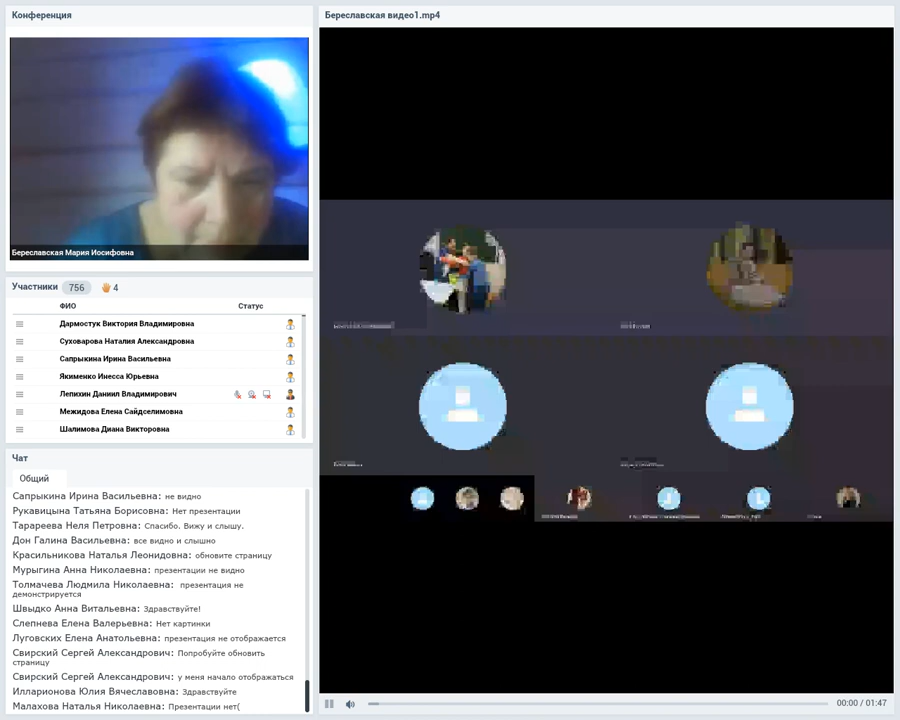 Конференция
Береславская Мария Иосифовна
Участники 756 4
ФИО Статус
Дармостук Виктория Владимировна
Суховарова Наталия Александровна
Сапрыкина Ирина Васильевна
Якименко Инесса Юрьевна
Лепихин Даниил Владимирович
Межидова Елена Сайдселимовна
Шалимова Диана Викторовна
Чат
Общий
Сапрыкина Ирина Васильевна: не видно
Рукавицына Татьяна Борисовна: Нет презентации
Тарареева Неля Петровна: Спасибо. Вижу и слышу.
Дон Галина Васильевна: все видно и слышно
Красильникова Наталья Леонидовна: обновите страницу
Мурыгина Анна Николаевна: презентации не видно
Толмачева Людмила Николаевна: презентация не
демонстрируется
Швыдко Анна Витальевна: Здравствуйте!
Слепнева Елена Валерьевна: Нет картинки
Луговских Елена Анатольевна: презентация не отображается
Свирский Сергей Александрович: Попробуйте обновить
страницу
Свирский Сергей Александрович: у меня начало отображаться
Илларионова Юлия Вячеславовна: Здравствуйте
Малахова Наталья Николаевна: Презентации нет(
Береславская видео1.mp4
00:00 / 01:47